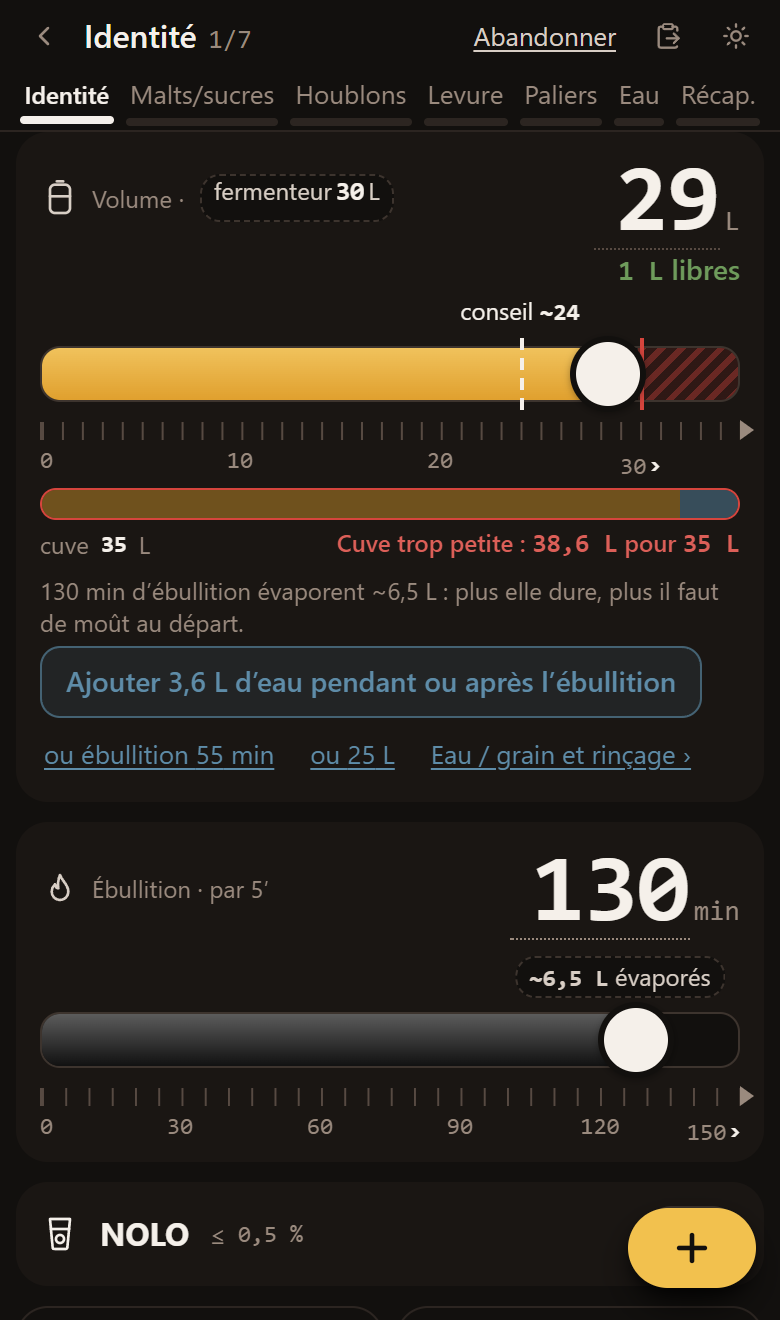 Identité 1/7 Abandonner
Identité Malts/sucres Houblons Levure Paliers Eau Récap.
Volume · fermenteur 30 L 29 L
1 L libres
conseil ~24
0 10 20 30 ›
cuve 35 L Cuve trop petite : 38,6 L pour 35 L
130 min d’ébullition évaporent ~6,5 L : plus elle dure, plus il faut
de moût au départ.
Ajouter 3,6 L d’eau pendant ou après l’ébullition
ou ébullition 55 min ou 25 L Eau / grain et rinçage ›
Ébullition · par 5′ 130 min
~6,5 L évaporés
0 30 60 90 120 150 ›
NOLO ≤ 0,5 %
+